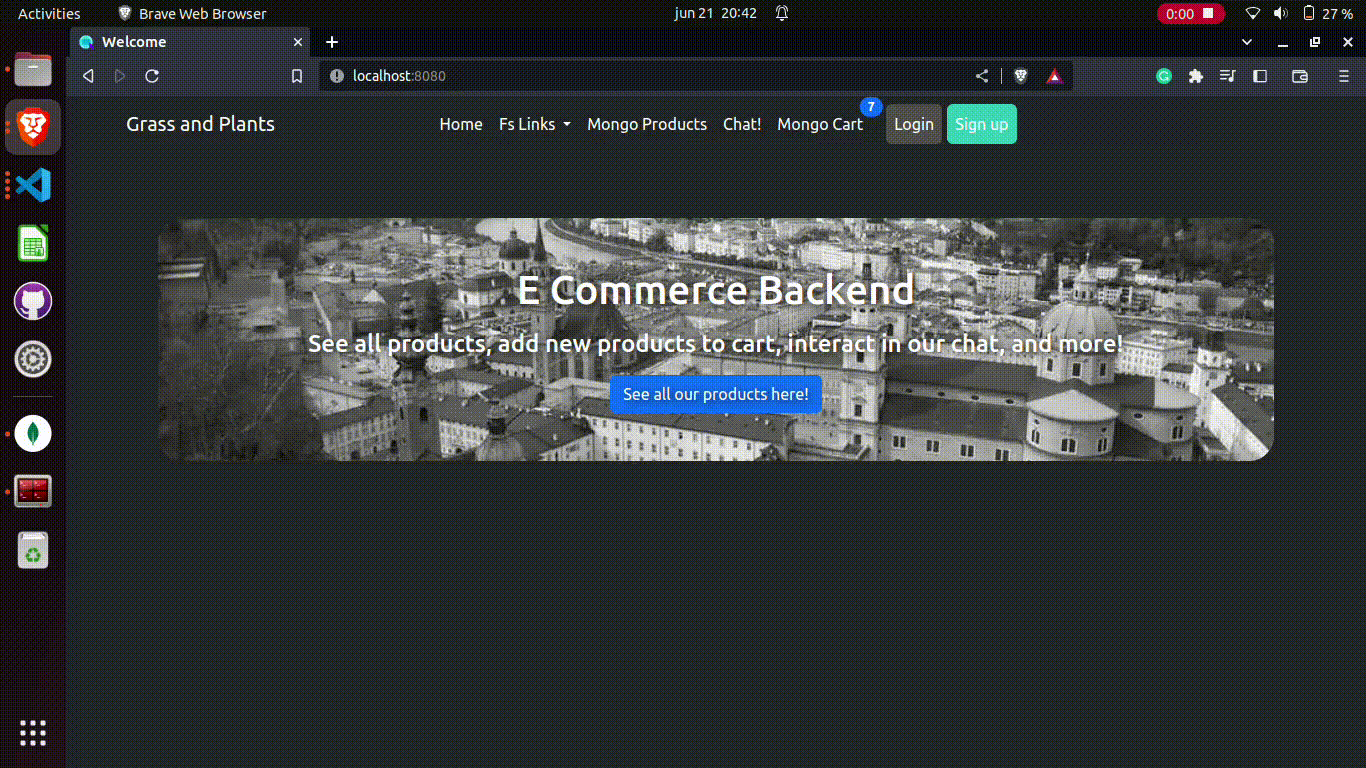 Activities Brave Web Browser jun 21 20:42 0:00 27 %
Welcome
localhost:8080
Grass and Plants Home Fs Links Mongo Products Chat! Mongo Cart 7 Login Sign up
E Commerce Backend
See all products, add new products to cart, interact in our chat, and more!
See all our products here!